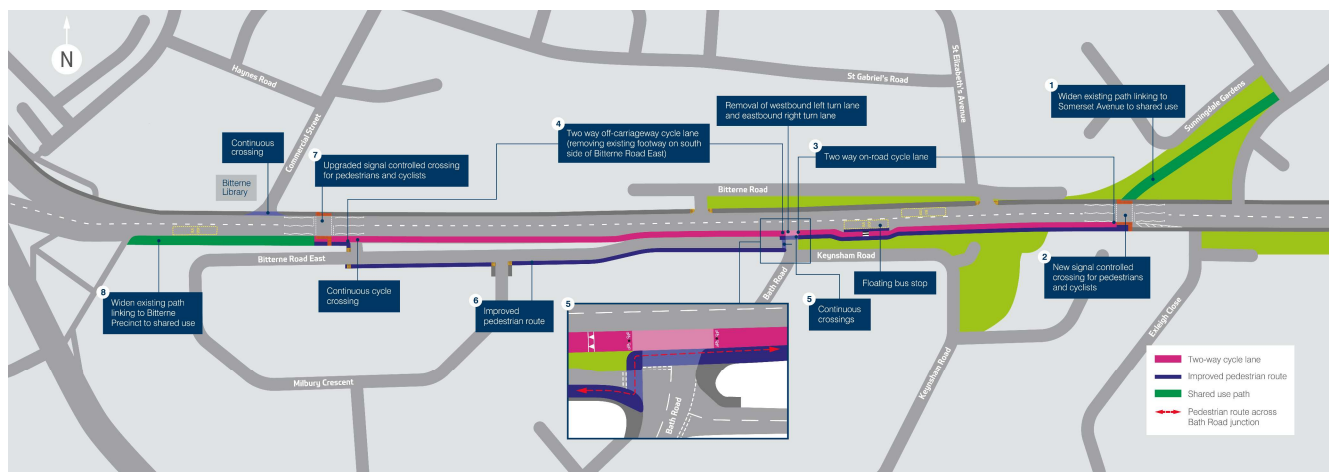 N
Haynes Road
Commercial Street
St Gabriel's Road
St Elizabeth's Avenue
Sunningdale Gardens
1
Widen existing path linking to
Somerset Avenue to shared use
Removal of westbound left turn lane
and eastbound right turn lane
4
Two way off-carriageway cycle lane
(removing existing footway on south
side of Bitterne Road East)
3
Two way on-road cycle lane
Continuous
crossing
7
Upgraded signal controlled crossing
for pedestrians and cyclists
Bitterne
Library
Bitterne Road
Bitterne Road East
Keynsham Road
Bath Road
8
Widen existing path
linking to Bitterne
Precinct to shared use
Continuous cycle
crossing
6
Improved
pedestrian route
5
Continuous
crossings
Floating bus stop
2
New signal controlled
crossing for pedestrians
and cyclists
Exleigh Close
Keynsham Road
Milbury Crescent
5
Bath Road
Two-way cycle lane
Improved pedestrian route
Shared use path
Pedestrian route across
Bath Road junction